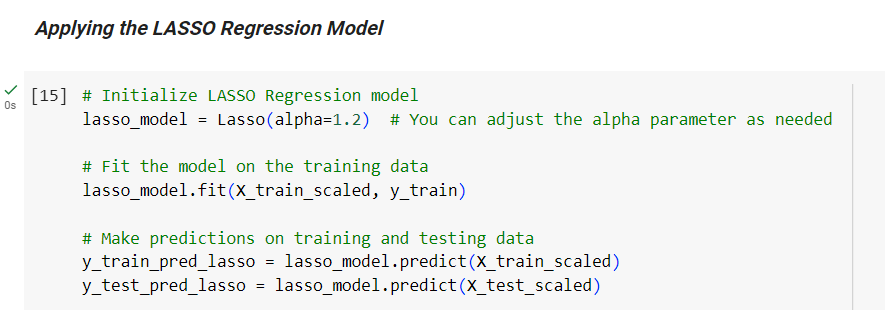 Applying the LASSO Regression Model
[15] # Initialize LASSO Regression model
0s
lasso_model = Lasso(alpha=1.2)  # You can adjust the alpha parameter as needed
# Fit the model on the training data
lasso_model.fit(X_train_scaled, y_train)
# Make predictions on training and testing data
y_train_pred_lasso = lasso_model.predict(X_train_scaled)
y_test_pred_lasso = lasso_model.predict(X_test_scaled)